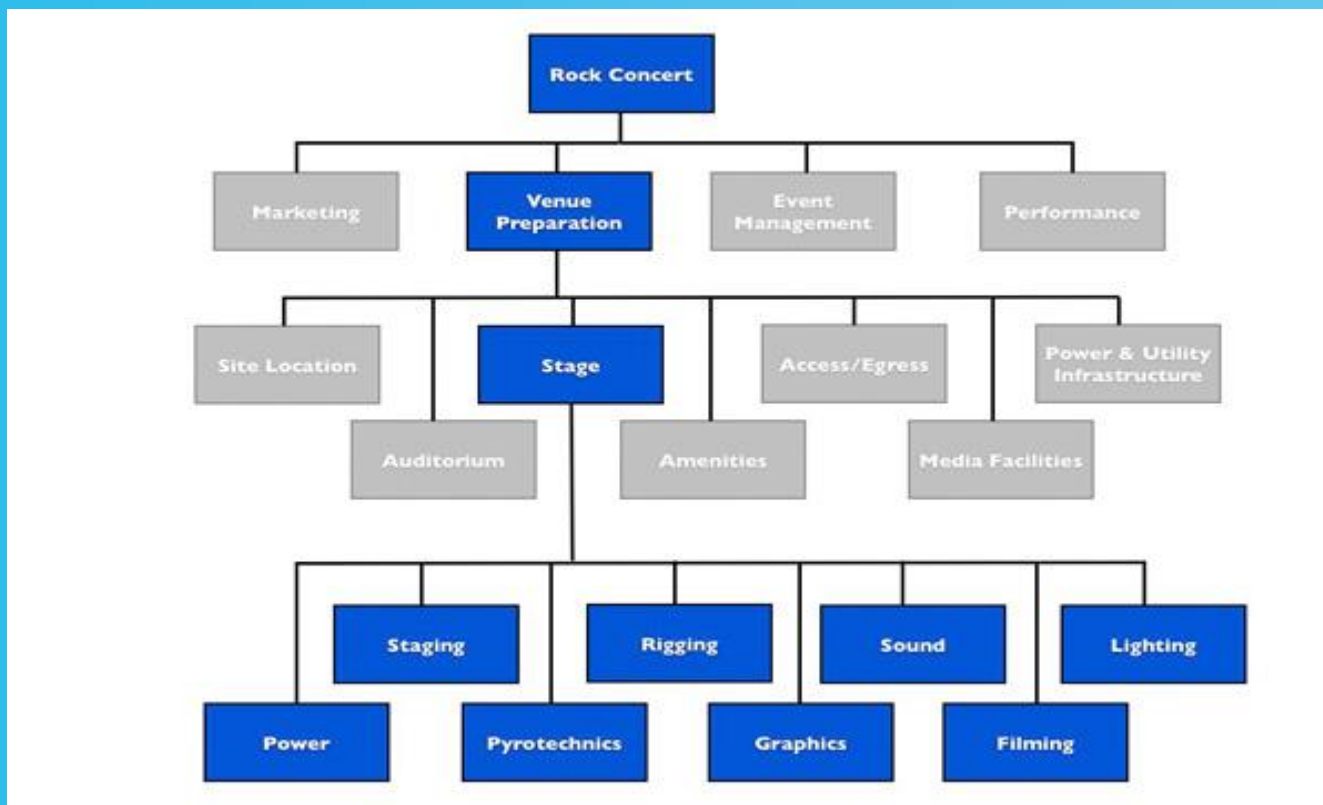 Rock Concert
Marketing
Venue
Preparation
Event
Management
Performance
Site Location
Stage
Access/Egress
Power & Utility
Infrastructure
Auditorium
Amenities
Media Facilities
Staging
Rigging
Sound
Lighting
Power
Pyrotechnics
Graphics
Filming